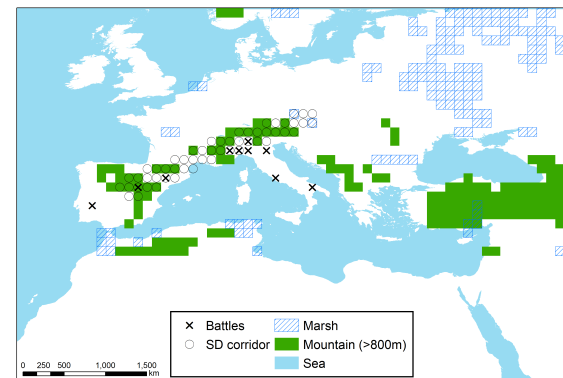 Battles
Marsh
SD corridor
Mountain (>800m)
Sea
0 250 500 1,000 1,500
km